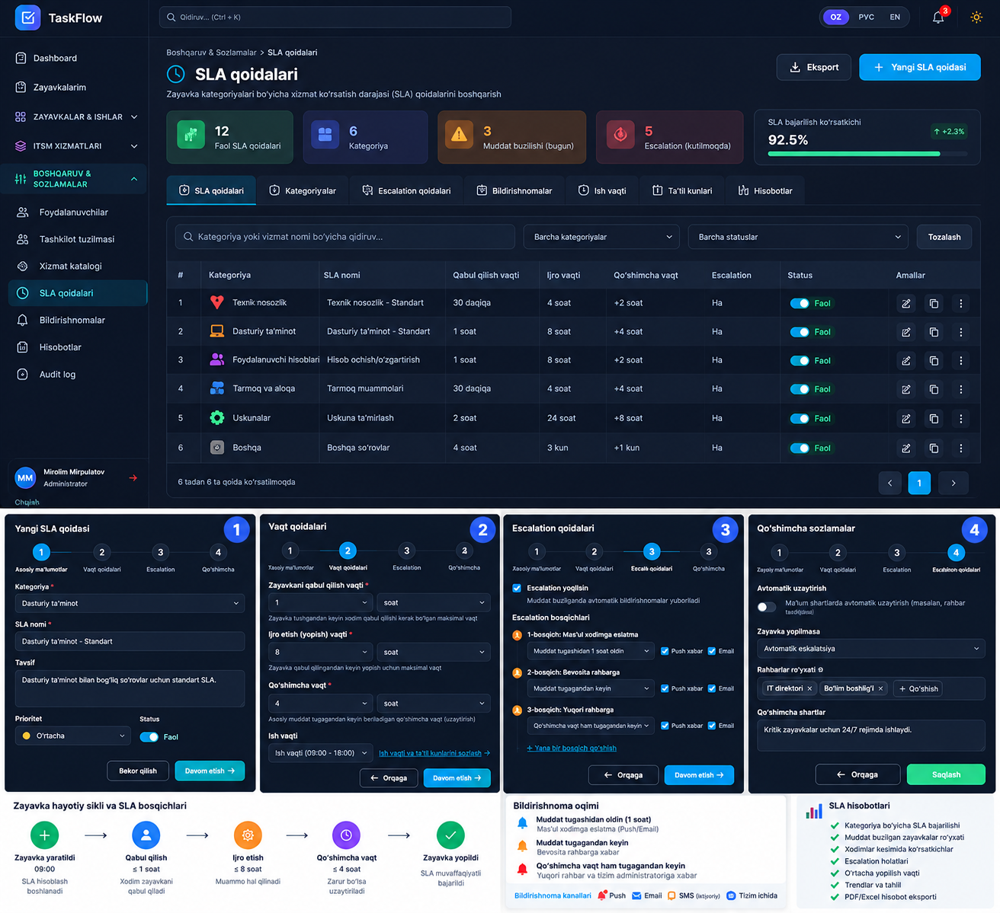 TaskFlow
Qidiruv... (Ctrl + K)
OZ РУС EN
3
Dashboard
Zayavkalarim
ZAYAVKALAR & ISHLAR
ITSM XIZMATLARI
BOSHQARUV &
SOZLAMALAR
Foydalanuvchilar
Tashkilot tuzilmasi
Xizmat katalogi
SLA qoidalari
Bildirishnomalar
Hisobotlar
Audit log
MM
Mirolim Mirpulatov
Administrator
Chqish
Boshqaruv & Sozlamalar > SLA qoidalari
SLA qoidalari
Zayavka kategoriyalari bo'yicha xizmat ko'rsatish darajasi (SLA) qoidalarini boshqarish
Eksport
+ Yangi SLA qoidasi
12
Faol SLA qoidalari
6
Kategoriya
3
Muddat buzilishi (bugun)
5
Escalation (kutilmoqda)
SLA bajarilish ko'rsatkichi
92.5%
↑ +2.3%
SLA qoidalari
Kategoriyalar
Escalation qoidalari
Bildirishnomalar
Ish vaqti
Ta'til kunlari
Hisobotlar
Kategoriya yoki vizmat nomi bo'yicha qidiruv...
Barcha kategoriyalar
Barcha statuslar
Tozalash
# Kategoriya SLA nomi Qabul qilish vaqti Ijro vaqti Qo'shimcha vaqt Escalation Status Amallar
1 Texnik nosozlik Texnik nosozlik - Standart 30 daqiqa 4 soat +2 soat Ha Faol
2 Dasturiy ta'minot Dasturiy ta'minot - Standart 1 soat 8 soat +4 soat Ha Faol
3 Foydalanuvchi hisoblari Hisob ochish/o'zgartirish 1 soat 8 soat +2 soat Ha Faol
4 Tarmoq va aloqa Tarmoq muammolari 30 daqiqa 4 soat +4 soat Ha Faol
5 Uskunalar Uskuna ta'mirlash 2 soat 24 soat +8 soat Ha Faol
6 Boshqa Boshqa so'rovlar 4 soat 3 kun +1 kun Ha Faol
6 tadan 6 ta qoida ko'rsatilmoqda
< 1 >
Yangi SLA qoidasi
1
1 2 3 4
Asosiy ma'lumotlar Vaqt qoidalari Escalation Qo'shimcha
Kategoriya *
Dasturiy ta'minot
SLA nomi *
Dasturiy ta'minot - Standart
Tavsif
Dasturiy ta'minot bilan bog'liq so'rovlar uchun standart SLA.
Prioritet Status
O'rtacha Faol
Bekor qilish Davom etish →
Vaqt qoidalari
2
1 2 3
Vaqt qoidalari Escalation Qo'shimcha
Zayavkani qabul qilish vaqti *
1 soat
Zayavka tushgandan keyin xodim qabul qilishi kerak bo'lgan maksimal vaqt
Ijro etish (yopish) vaqti *
8 soat
Zayavka qabul qilingandan keyin yopish uchun maksimal vaqt
Qo'shimcha vaqt *
4 soat
Asosiy muddat tugagandan keyin beriladigan qo'shimcha vaqt (uzaytirish)
Ish vaqti
Ish vaqti (09:00 - 18:00) Ish vaqti va ta'til kunlarini sozlash →
← Orqaga Davom etish →
Escalation qoidalari
3
1 2 3 3
Vaqt qoidalari qoidalari Qo'shimcha
Escalation yoqilsin
Muddat buzilganda avtomatik bildirishnomalar yuboriladi
Escalation bosqichlari
1-bosqich: Mas'ul xodimga eslatma
Muddat tugashidan 1 soat oldin Push xabar Email
2-bosqich: Bevosita rahbarga
Muddat tugagandan keyin Push xabar Email
3-bosqich: Yuqori rahbarga
Qo'shimcha vaqt ham tugagandan keyin Push xabar Email
+ Yana bir bosqich qo'shish
← Orqaga Davom etish →
Qo'shimcha sozlamalar
4
1 2 3 4
Vaqt qoidalari Escalation qoidalari
Avtomatik uzaytirish
Ma'lum shartlarda avtomatik uzaytirish (masalan, rahbar
Zayavka yopilmasa
Avtomatik eskalatsiya
Rahbarlar ro'yxati
IT direktori × Bo'lim boshlig'i × + Qo'shish
Qo'shimcha shartlar
Kritik zayavkalar uchun 24/7 rejimda ishlaydi.
← Orqaga Saqlash
Zayavka hayotiy sikli va SLA bosqichlari
Zayavka yaratildi
09:00
SLA hisoblash
boshlanadi
Qabul qilish
≤ 1 soat
Xodim zayavkani
qabul qiladi
Ijro etish
≤ 8 soat
Muammo hal qilinadi
Qo'shimcha vaqt
≤ 4 soat
Zarur bo'lsa
uzaytiriladi
Zayavka yopildi
SLA muvaffaqiyatli
bajarildi
Bildirishnoma oqimi
Muddat tugashidan oldin (1 soat)
Mas'ul xodimga eslatma (Push/Email)
Muddat tugagandan keyin
Bevosita rahbarga xabar
Qo'shimcha vaqt ham tugagandan keyin
Yuqori rahbar va tizim administratoriga xabar
Bildirishnoma kanallari Push Email SMS (ixtiyoriy) Tizim ichida
SLA hisobotlari
Kategoriya bo'yicha SLA bajarilishi
Muddat buzilgan zayavkalar ro'yxati
Xodimlar kesimida ko'rsatkichlar
Escalation holatlari
O'rtacha yopilish vaqti
Trendlar va tahlil
PDF/Excel hisobot eksporti